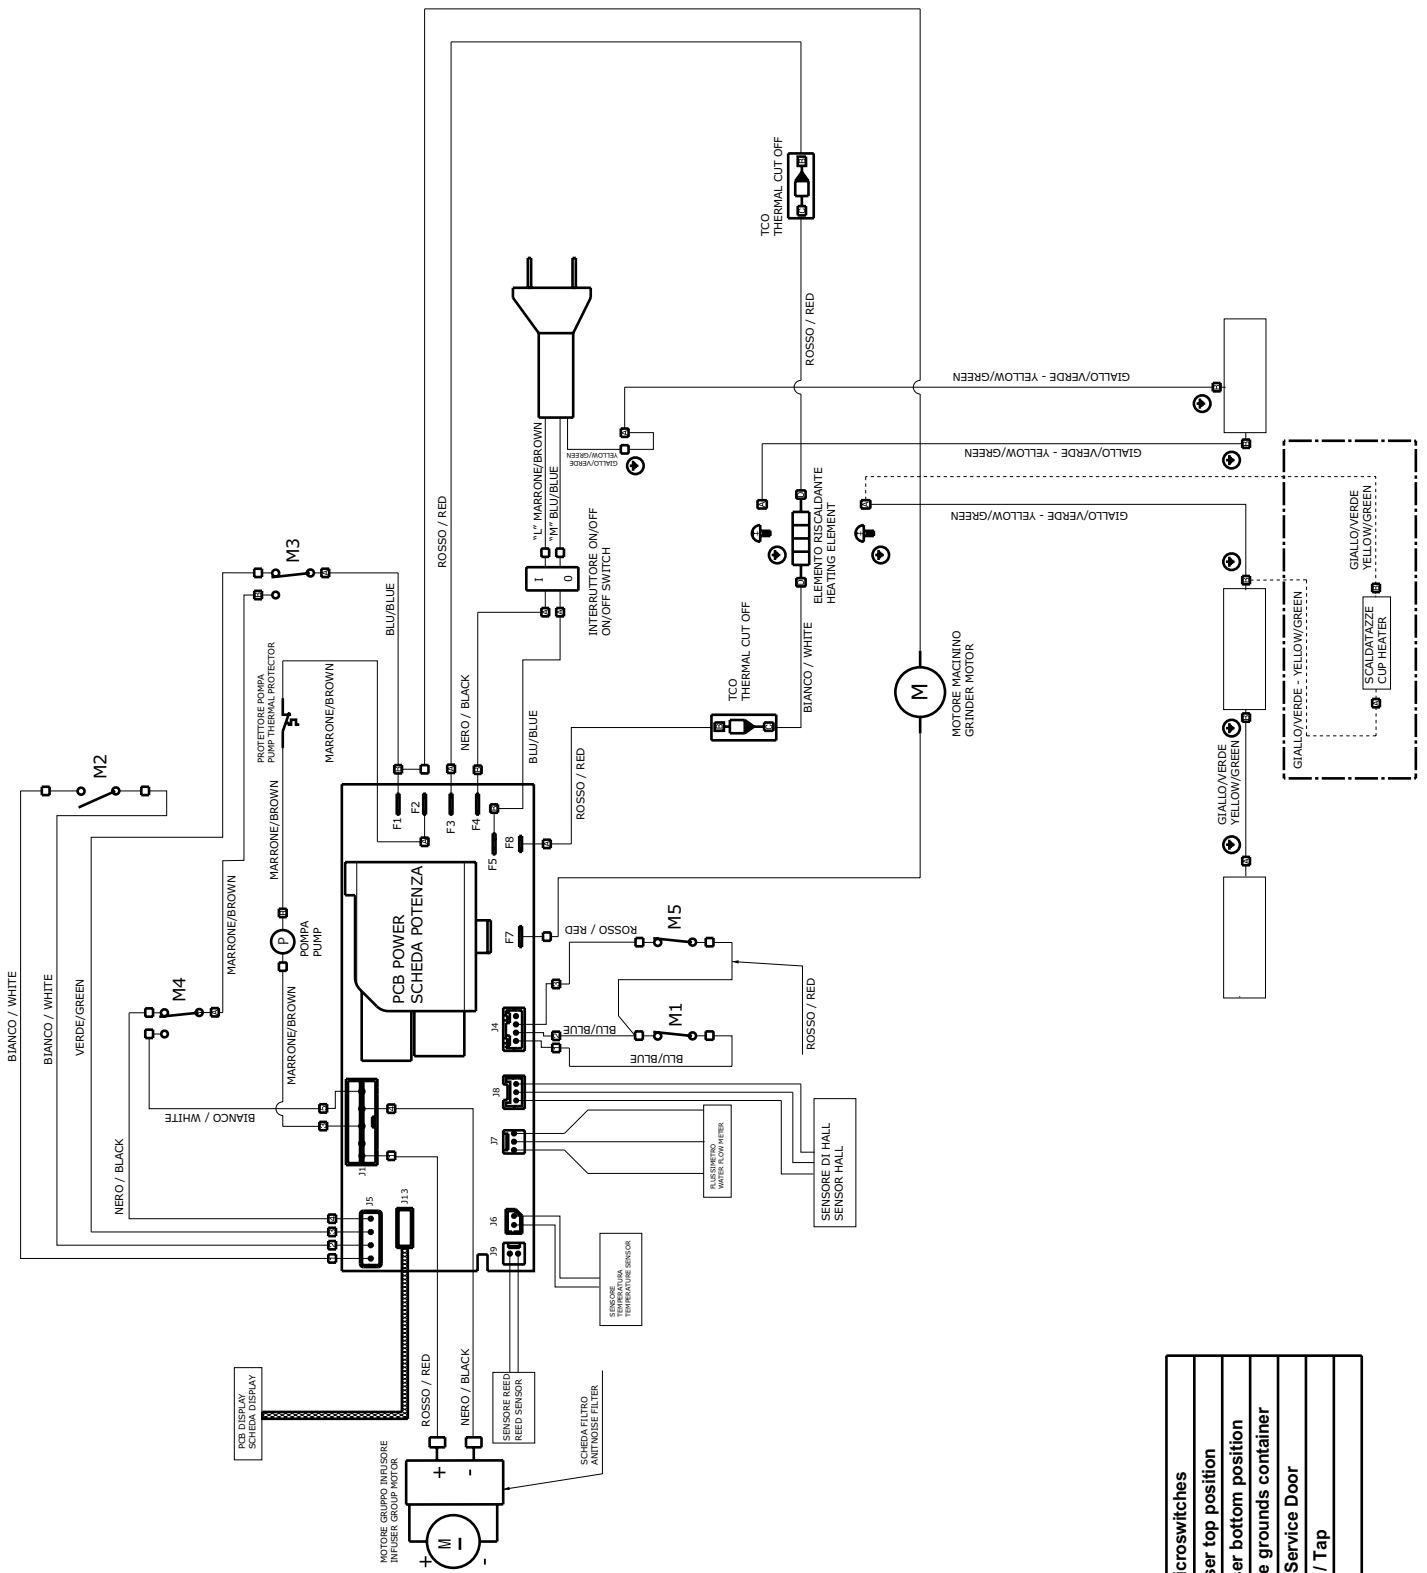 TCO
THERMAL CUT OFF
ROSSO / RED
GIALLO/VERDE - YELLOW/GREEN
GIALLO/VERDE - YELLOW/GREEN
GIALLO/VERDE - YELLOW/GREEN
"L" MARRONE/BROWN
"M" BLU/BLUE
GIALLO/VERDE
YELLOW/GREEN
I
O
INTERRUTTORE ON/OFF
ON/OFF SWITCH
ROSSO / RED
ELEMENTO RISCALDANTE
HEATING ELEMENT
GIALLO/VERDE
YELLOW/GREEN
SCALDATAZZE
CUP HEATER
GIALLO/VERDE - YELLOW/GREEN
GIALLO/VERDE
YELLOW/GREEN
M3
BLU/BLUE
PROTETTORE POMPA
PUMP THERMAL PROTECTOR
MARRONE/BROWN
NERO / BLACK
BLU/BLUE
TCO
THERMAL CUT OFF
BIANCO / WHITE
M
MOTORE MACININO
GRINDER MOTOR
ROSSO / RED
M2
MARRONE/BROWN
F1
F2
F3
F4
F5
F8
F7
PCB POWER
SCHEDA POTENZA
P
POMPA
PUMP
MARRONE/BROWN
MARRONE/BROWN
M4
BIANCO / WHITE
BIANCO / WHITE
VERDE/GREEN
NERO / BLACK
BIANCO / WHITE
ROSSO / RED
M5
M1
BLU/BLUE
BLU/BLUE
ROSSO / RED
J4
J8
J7
J1
J5
J13
J6
J9
FLUSSIMETRO
WATER FLOW METER
SENSORE DI HALL
SENSOR HALL
SENSORE
TEMPERATURA
TEMPERATURE SENSOR
SENSORE REED
REED SENSOR
PCB DISPLAY
SCHEDA DISPLAY
ROSSO / RED
NERO / BLACK
SCHEDA FILTRO
ANITNOISE FILTER
MOTORE GRUPPO INFUSORE
INFUSER GROUP MOTOR
+
-
M
+
-
croswitches
ser top position
er bottom position
e grounds container
Service Door
/ Tap